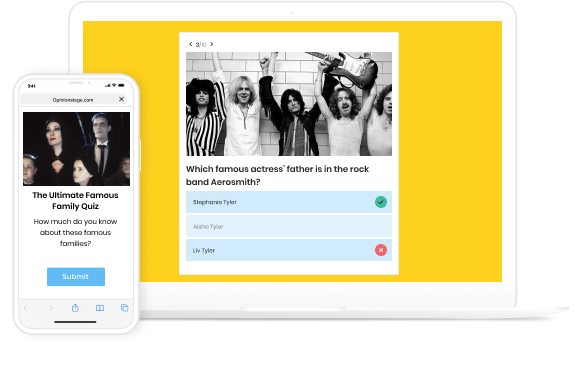 3/10
Which famous actress' father is in the rock
band Aerosmith?
Stephanie Tyler
Aisha Tyler
Liv Tyler
9:41
Opinionstage.com
The Ultimate Famous
Family Quiz
How much do you know
about these famous
families?
Submit